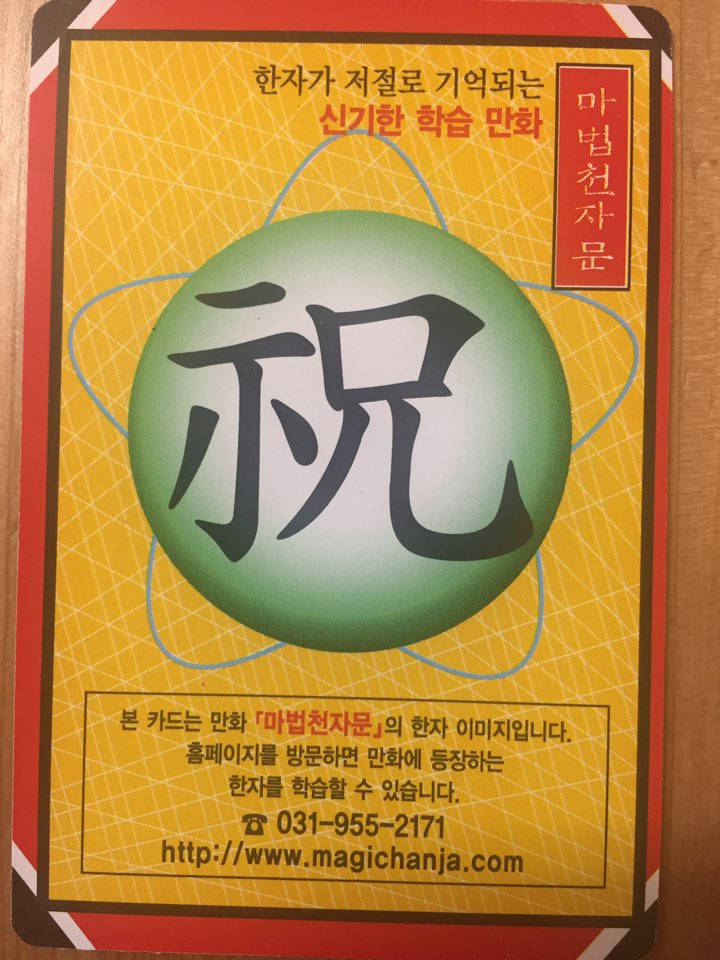 한자가 저절로 기억되는
신기한 학습 만화
마법천자문
祝
본 카드는 만화 「마법천자문」의 한자 이미지입니다.
홈페이지를 방문하면 만화에 등장하는
한자를 학습할 수 있습니다.
☎ 031-955-2171
http://www.magichanja.com